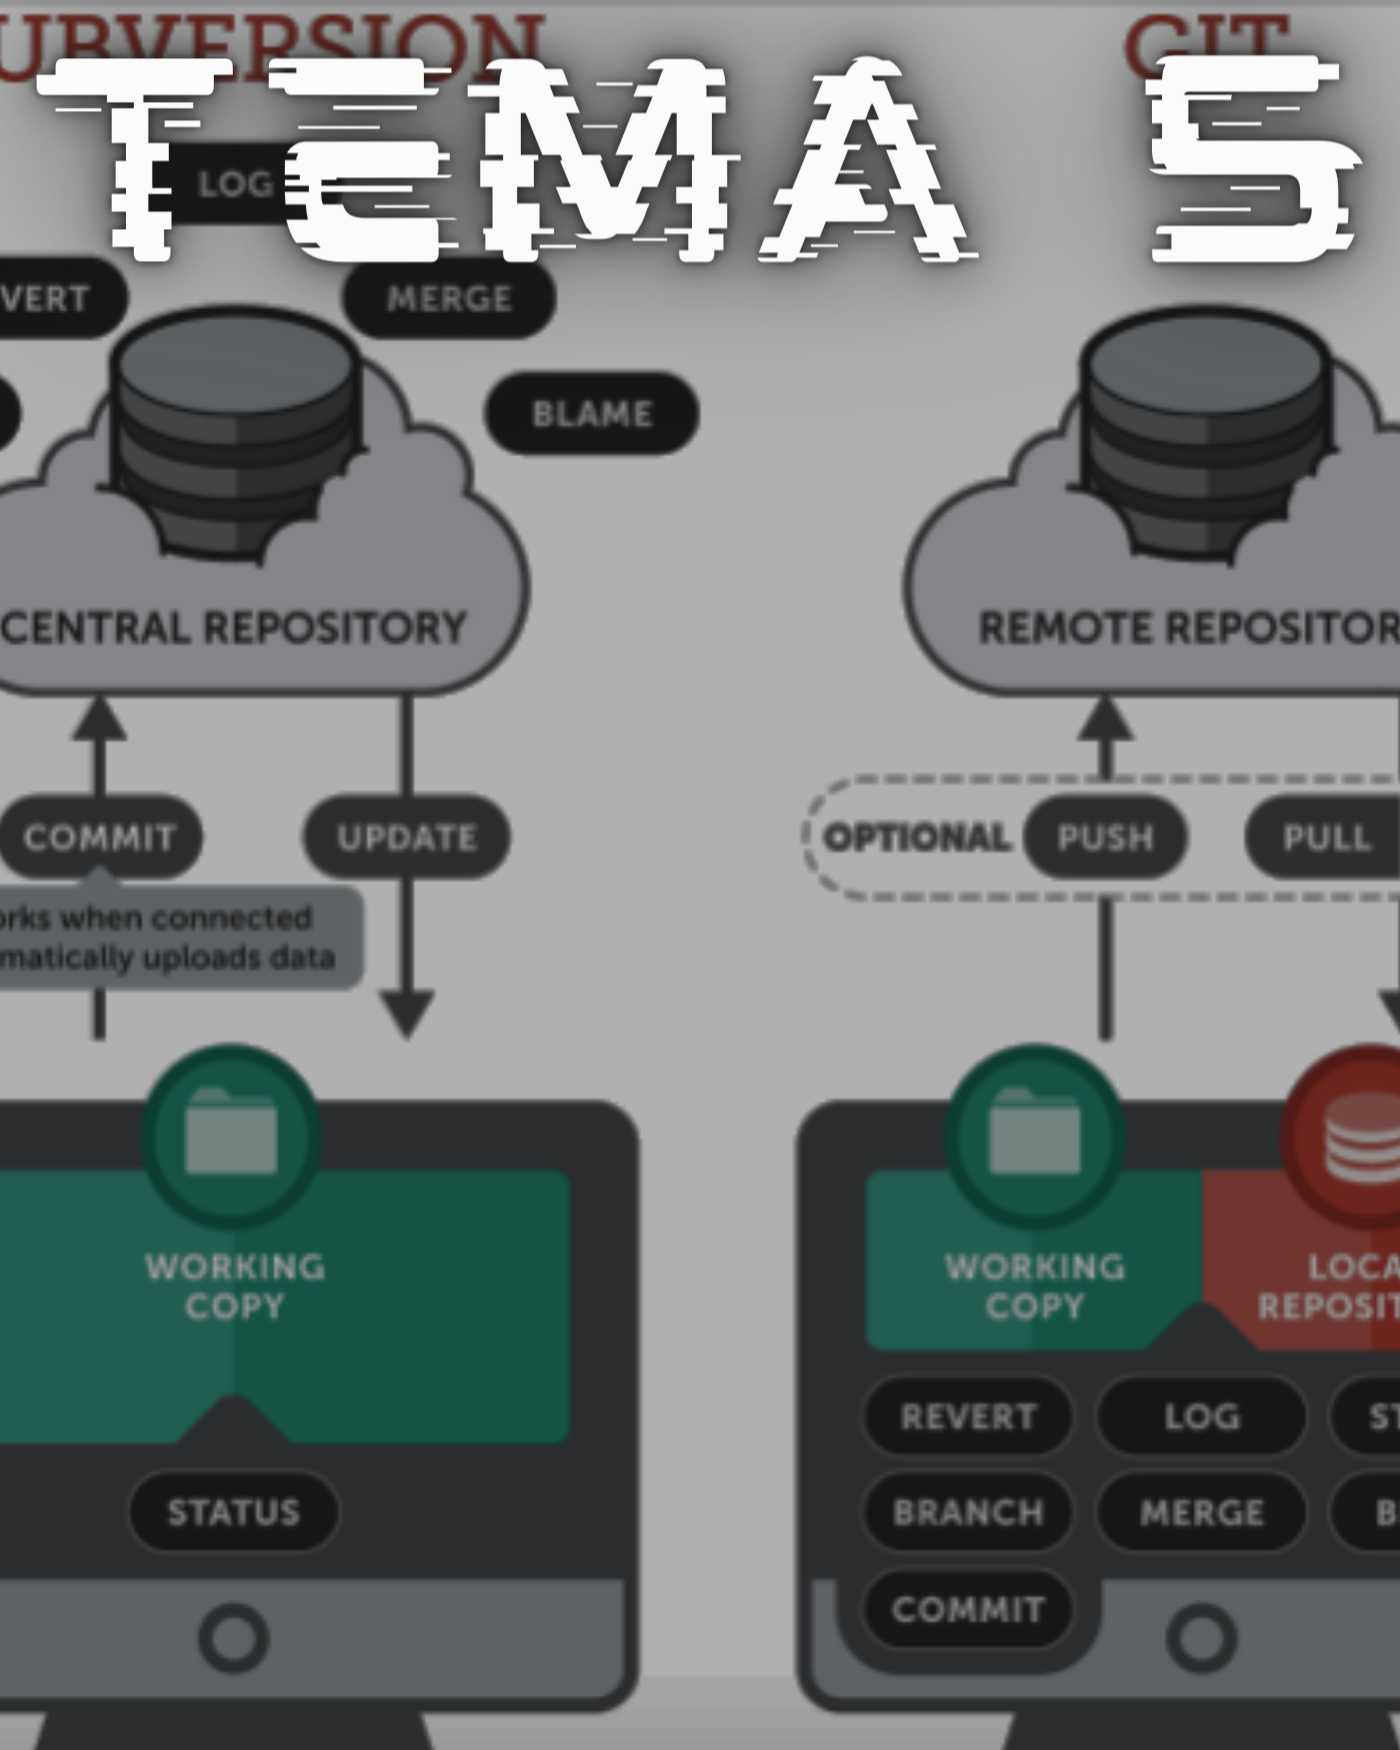 UBVERSION
GIT
TEMA 5
LOG
VERT
MERGE
BLAME
CENTRAL REPOSITORY
REMOTE REPOSITOR
COMMIT
UPDATE
OPTIONAL
PUSH
PULL
orks when connected
matically uploads data
WORKING
COPY
STATUS
WORKING
COPY
LOCA
REPOSIT
REVERT
LOG
ST
BRANCH
MERGE
B
COMMIT